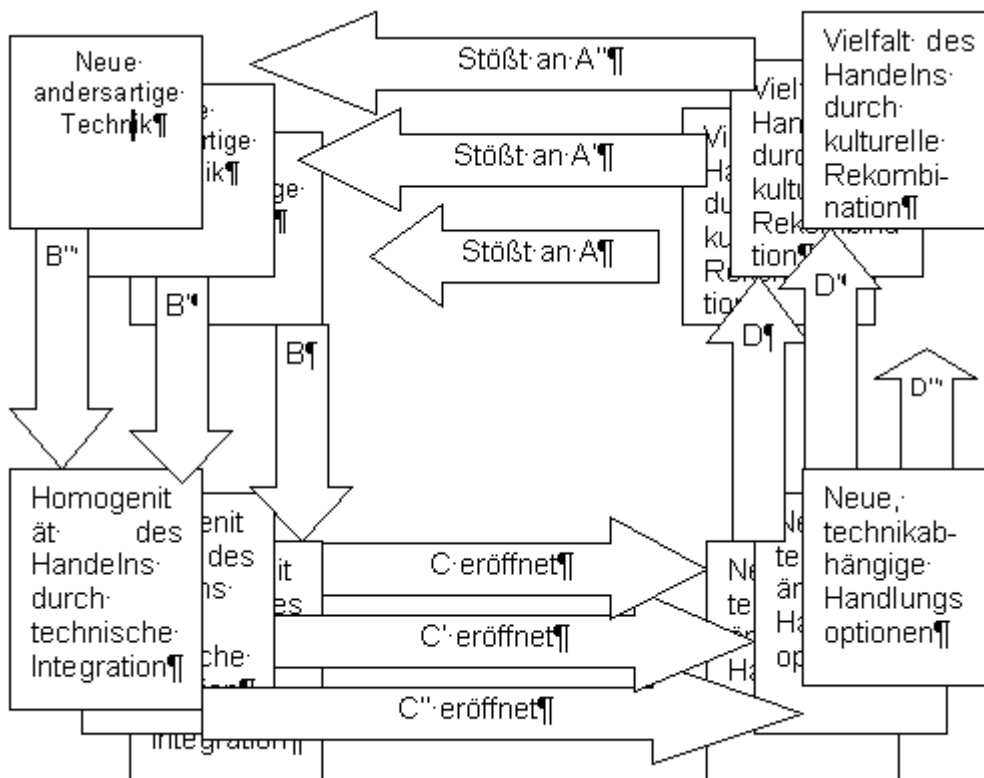 Neue
andersartige
Technik¶
Stößt an A''¶
Stößt an A'¶
Stößt an A¶
Vielfalt des
Handelns
durch
kulturelle
Rekombi-
nation¶
B''¶
B'¶
B¶
D¶
D'¶
D''¶
Homogenit
ät des
Handelns
durch
technische
Integration¶
C eröffnet¶
C' eröffnet¶
C'' eröffnet¶
Neue,
technikab-
hängige
Handlungs
optionen¶